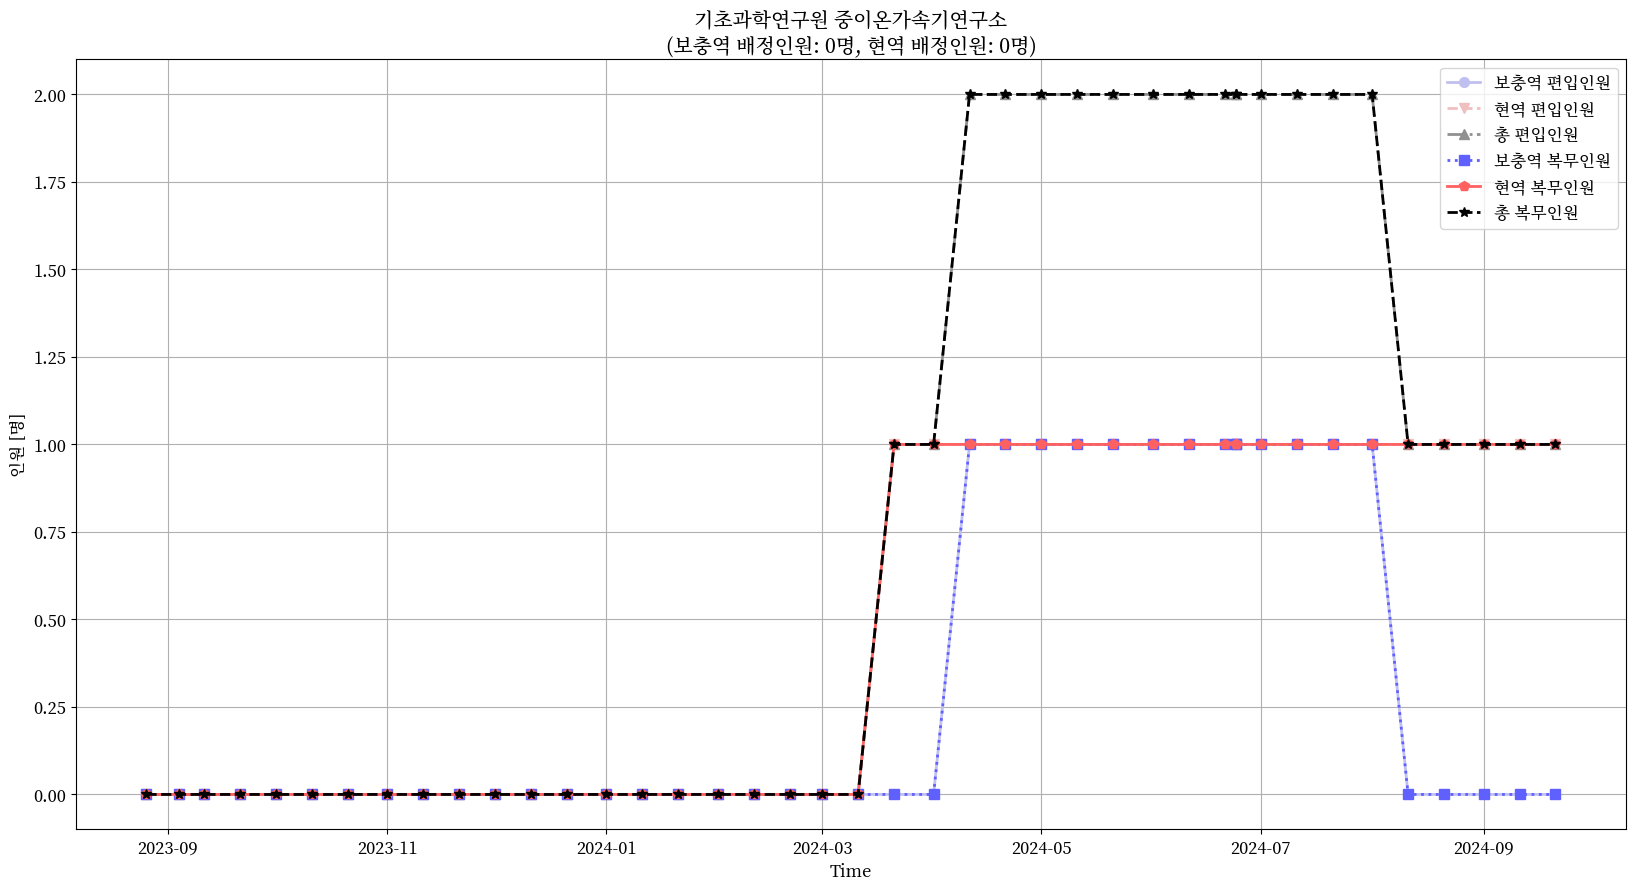 기초과학연구원 중이온가속기연구소
(보충역 배정인원: 0명, 현역 배정인원: 0명)
보충역 편입인원
현역 편입인원
총 편입인원
보충역 복무인원
현역 복무인원
총 복무인원
인원 [명]
2.00
1.75
1.50
1.25
1.00
0.75
0.50
0.25
0.00
2023-09 2023-11 2024-01 2024-03 2024-05 2024-07 2024-09
Time